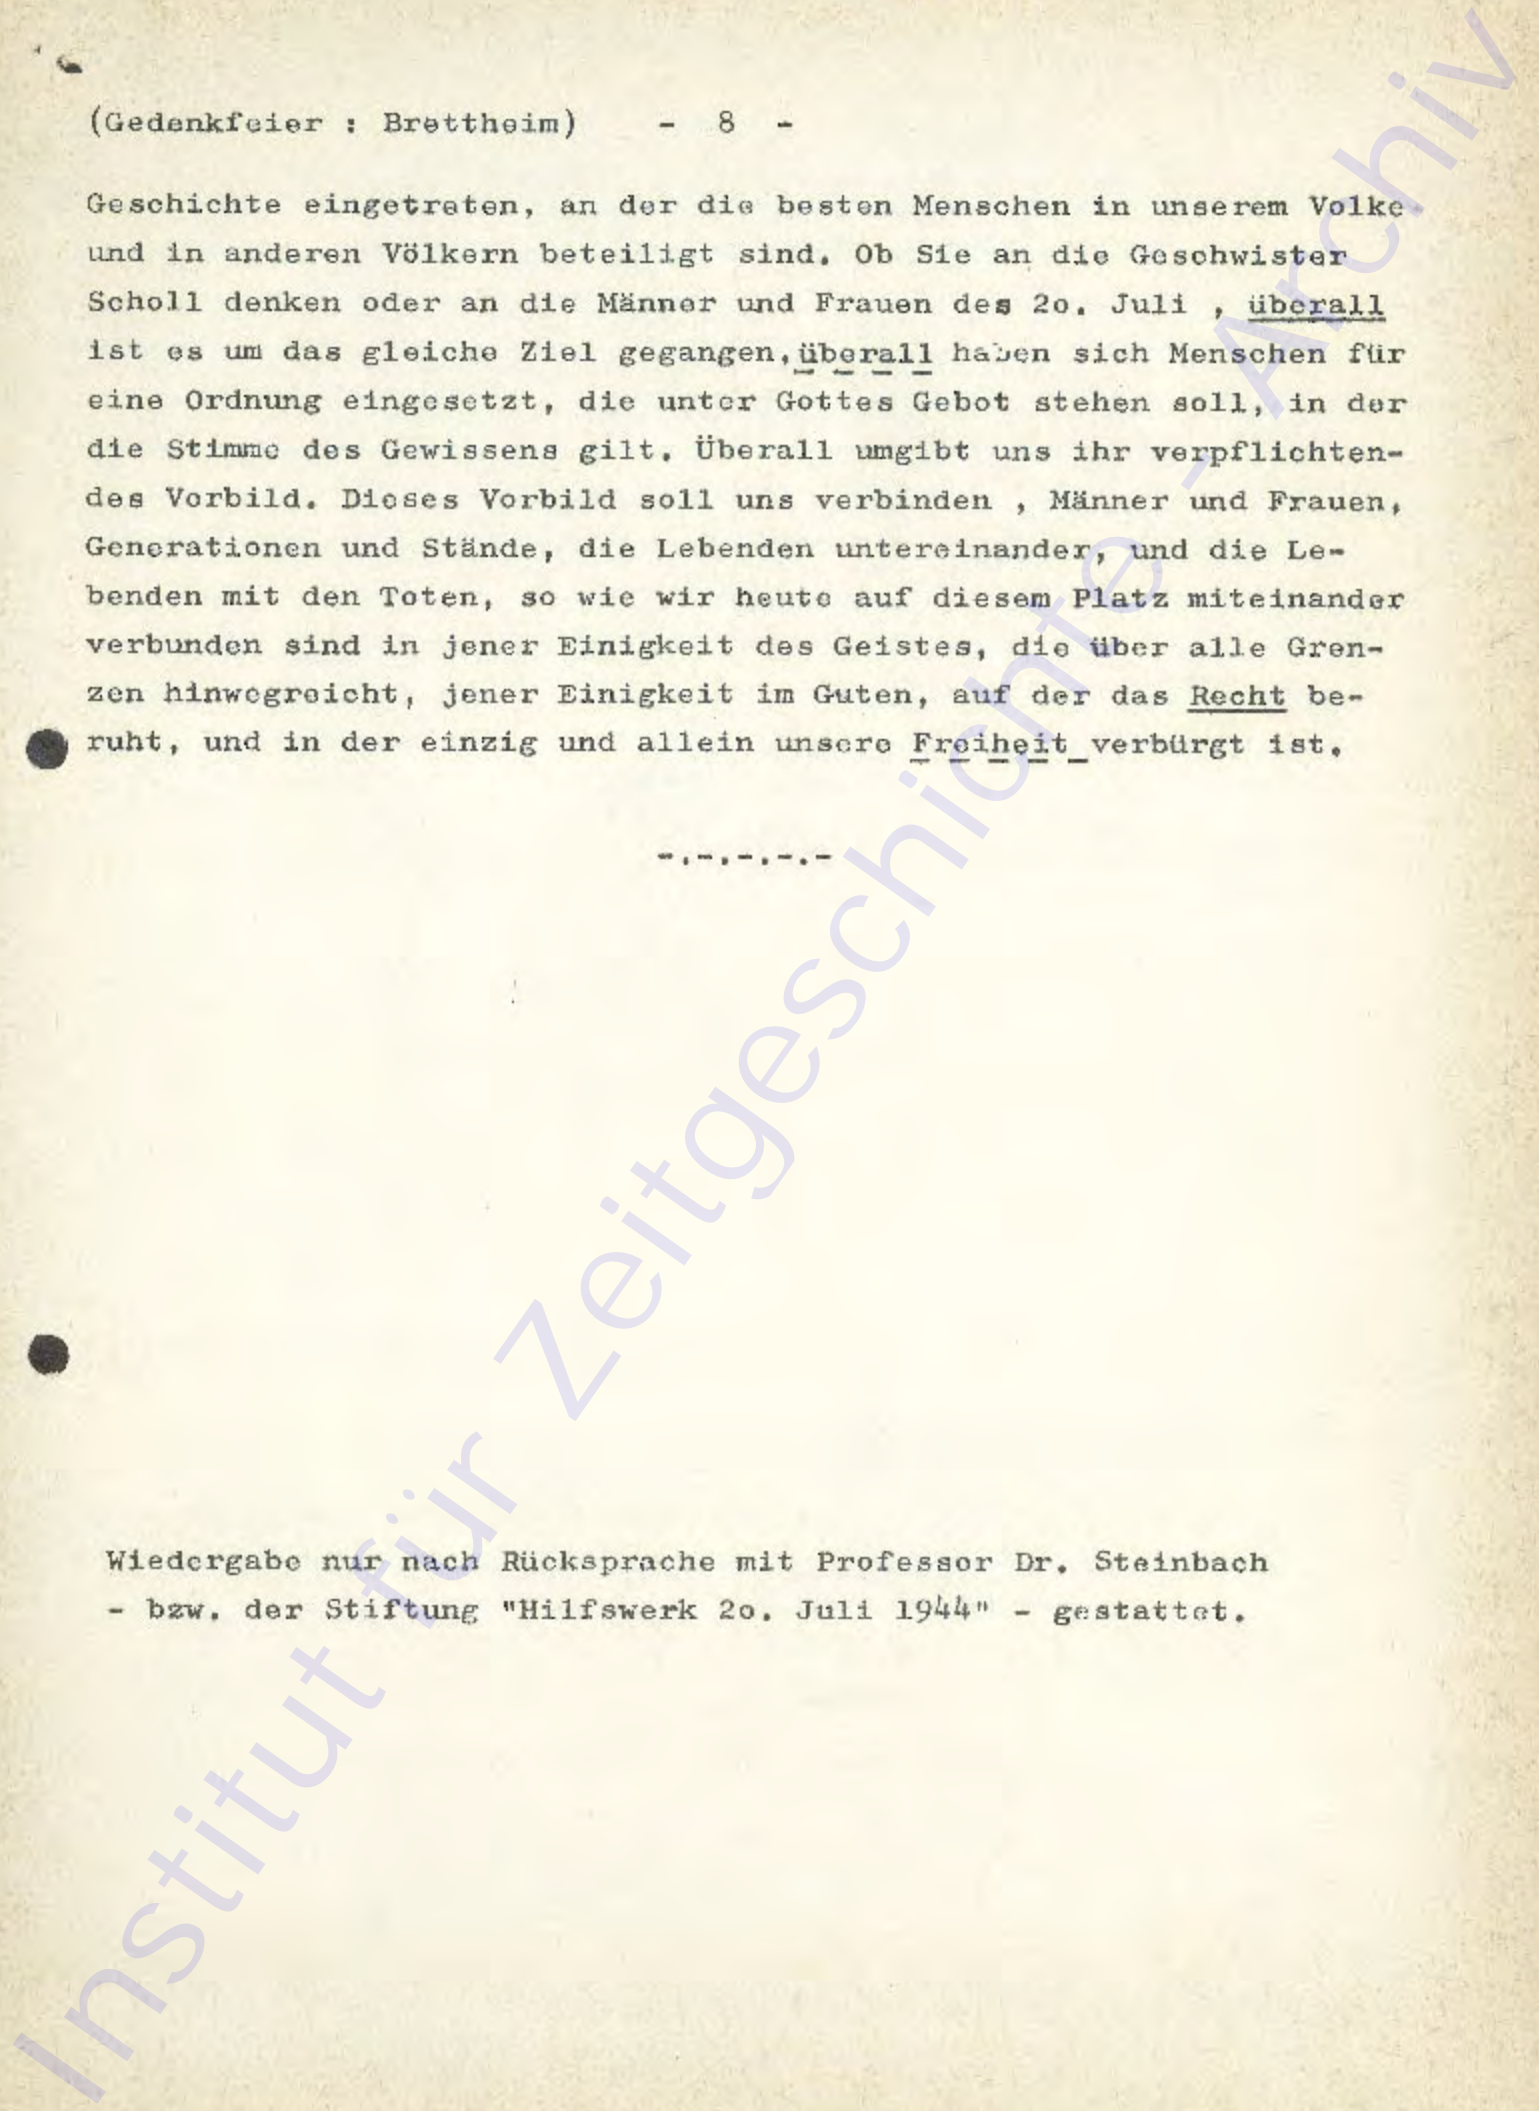 (Gedenkfeier : Brettheim) - 8 -
Geschichte eingetreten, an der die besten Menschen in unserem Volke
und in anderen Völkern beteiligt sind. Ob Sie an die Geschwister
Scholl denken oder an die Männer und Frauen des 2o. Juli , überall
ist es um das gleiche Ziel gegangen, überall haben sich Menschen für
eine Ordnung eingesetzt, die unter Gottes Gebot stehen soll, in der
die Stimme des Gewissens gilt. Überall umgibt uns ihr verpflichten-
des Vorbild. Dieses Vorbild soll uns verbinden , Männer und Frauen,
Generationen und Stände, die Lebenden untereinander, und die Le-
benden mit den Toten, so wie wir heute auf diesem Platz miteinander
verbunden sind in jener Einigkeit des Geistes, die über alle Gren-
zen hinwegreicht, jener Einigkeit im Guten, auf der das Recht be-
ruht, und in der einzig und allein unsere Freiheit verbürgt ist.
-.-.-.-.-
Wiedergabe nur nach Rücksprache mit Professor Dr. Steinbach
- bzw. der Stiftung "Hilfswerk 2o. Juli 1944" - gestattet.
Institut für Zeitgeschichte - Archiv